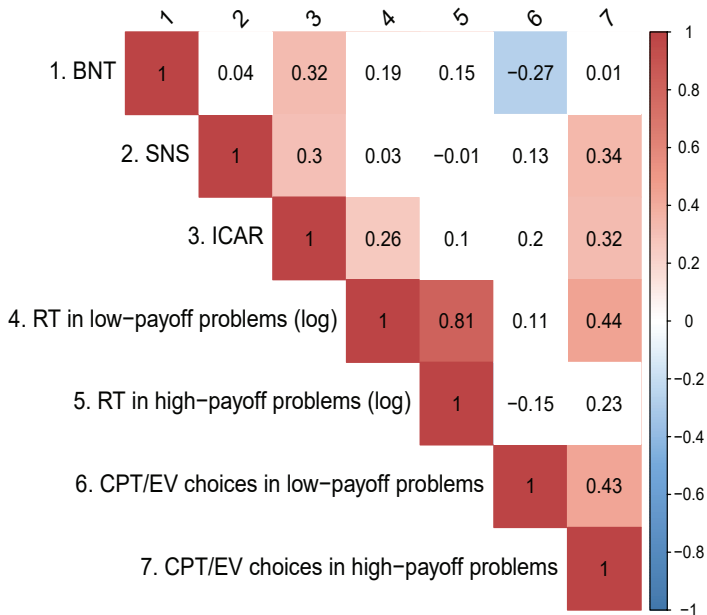 1 2 3 4 5 6 7
1. BNT 1 0.04 0.32 0.19 0.15 −0.27 0.01
2. SNS 1 0.3 0.03 −0.01 0.13 0.34
3. ICAR 1 0.26 0.1 0.2 0.32
4. RT in low−payoff problems (log) 1 0.81 0.11 0.44
5. RT in high−payoff problems (log) 1 −0.15 0.23
6. CPT/EV choices in low−payoff problems 1 0.43
7. CPT/EV choices in high−payoff problems 1
1
0.8
0.6
0.4
0.2
0
−0.2
−0.4
−0.6
−0.8
−1